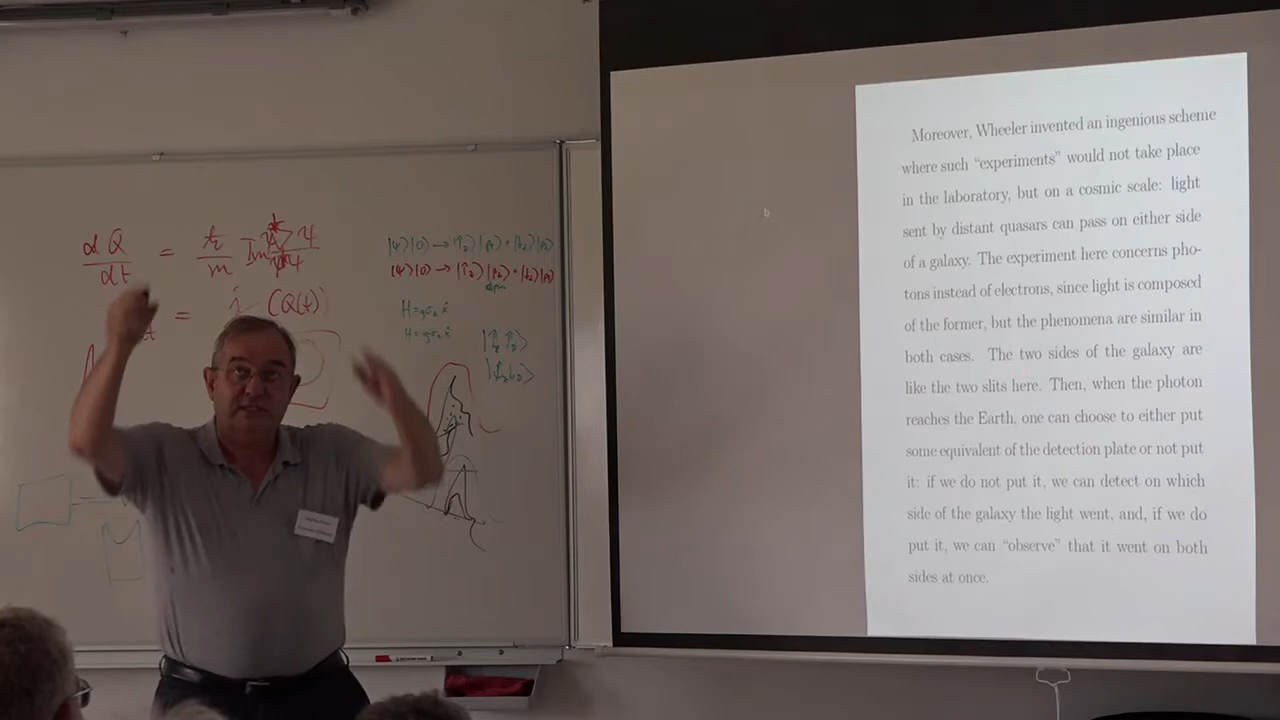 dQ/dt = ħ/m Im ψ*∇ψ/ψ*ψ
= (Q(t))
|ψ⟩|0⟩ → |↑z⟩|p₁⟩ + |↓z⟩|p₂⟩
H=gσz
H=gσz
Moreover, Wheeler invented an ingenious scheme
where such “experiments” would not take place
in the laboratory, but on a cosmic scale: light
sent by distant quasars can pass on either side
of a galaxy. The experiment here concerns pho-
tons instead of electrons, since light is composed
of the former, but the phenomena are similar in
both cases. The two sides of the galaxy are
like the two slits here. Then, when the photon
reaches the Earth, one can choose to either put
some equivalent of the detection plate or not put
it: if we do not put it, we can detect on which
side of the galaxy the light went, and, if we do
put it, we can “observe” that it went on both
sides at once.